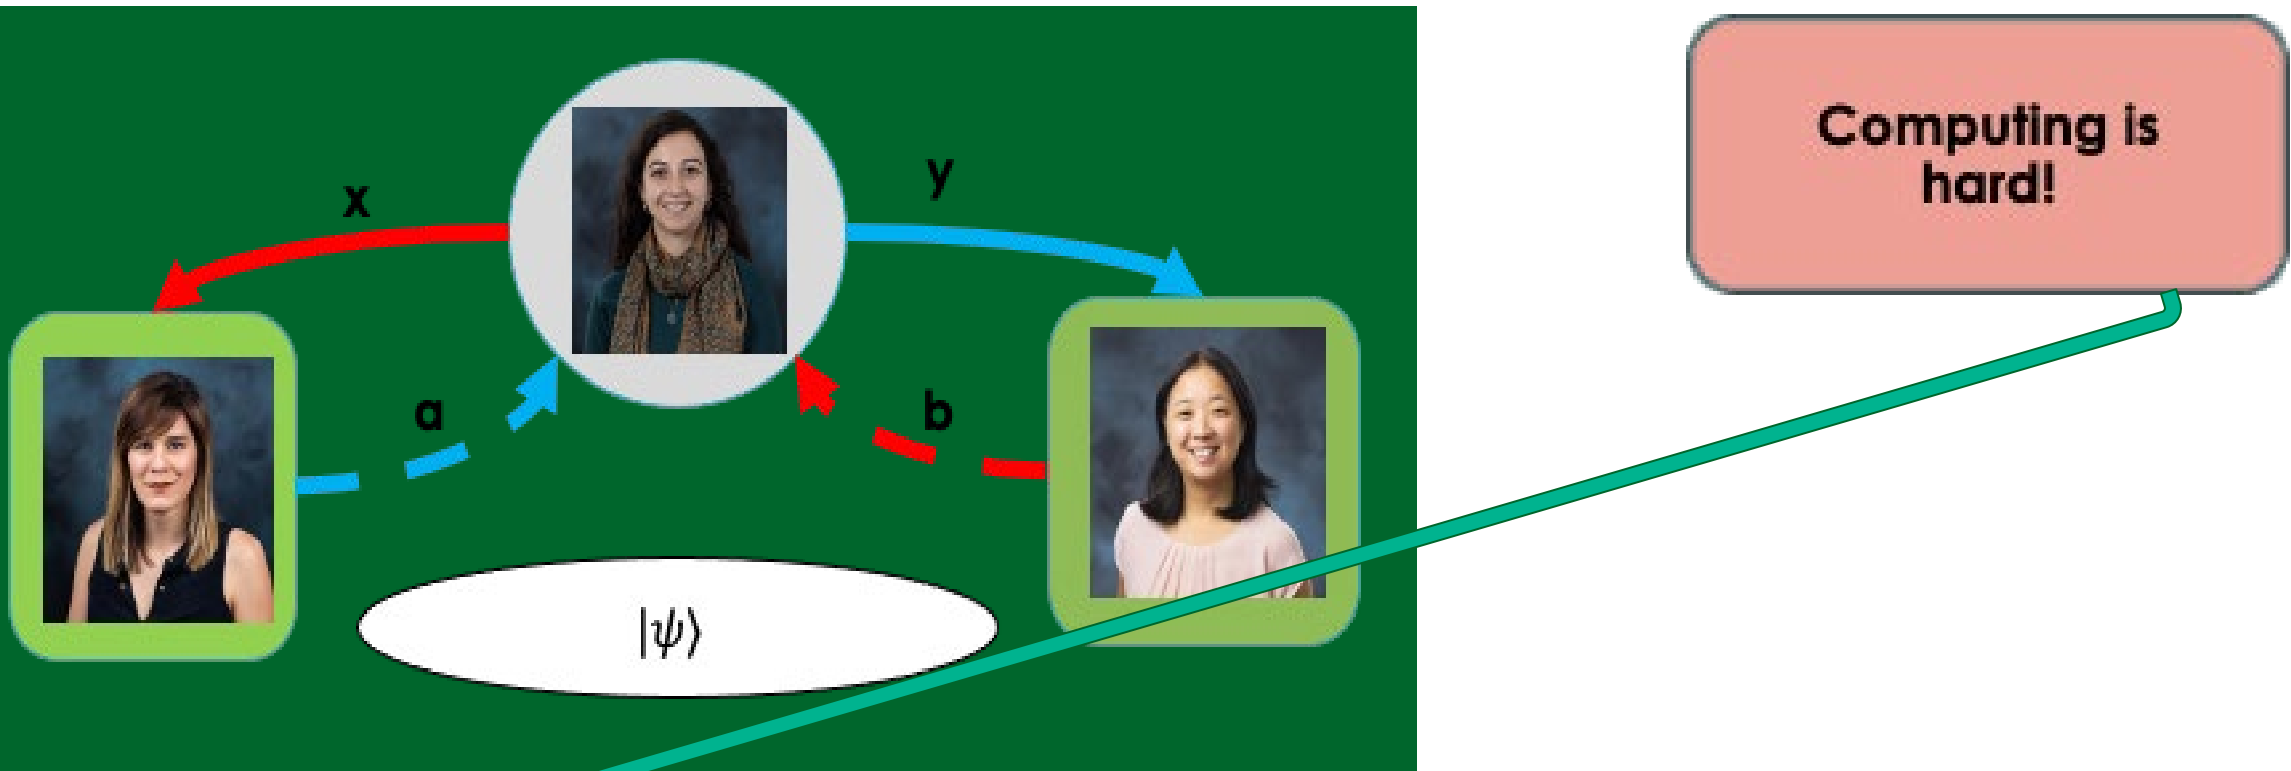 x
y
a
b
|ψ⟩
Computing is
hard!